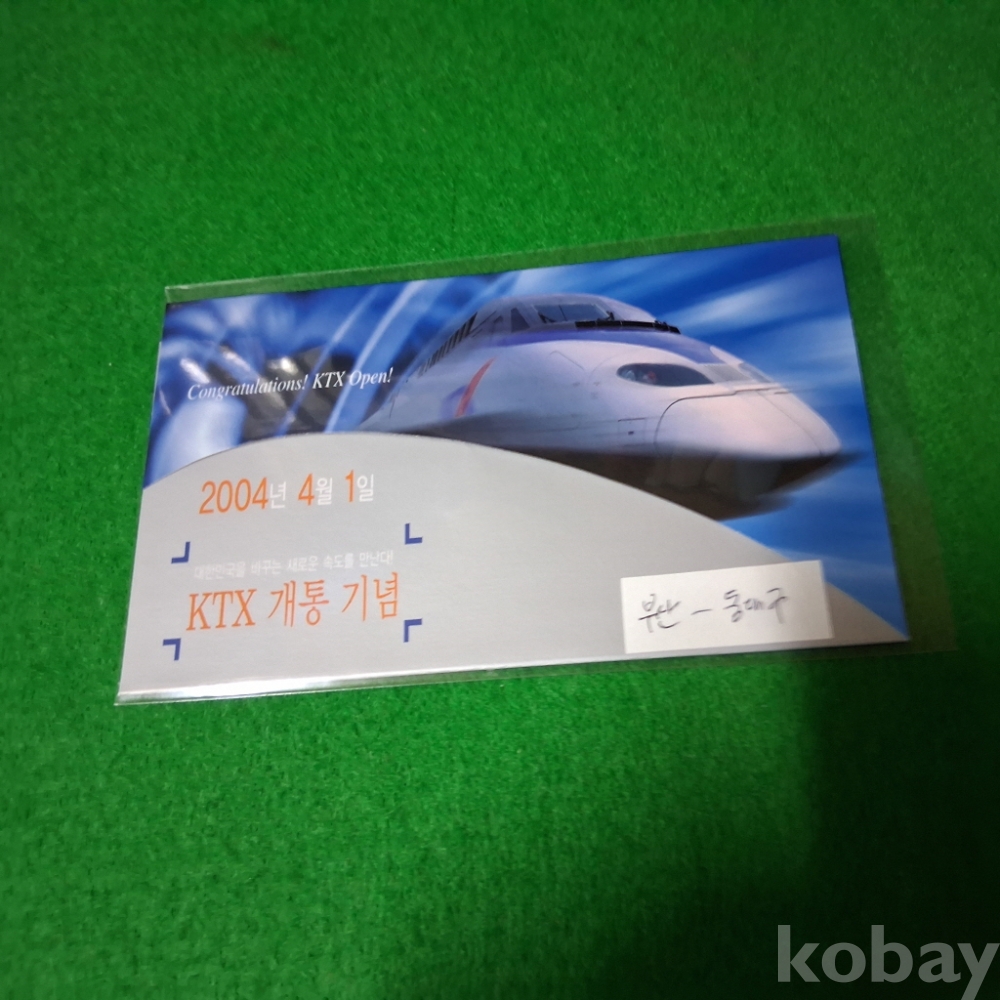 Congratulations! KTX Open!
2004년 4월 1일
대한민국을 바꾸는 새로운 속도를 만난다!
KTX 개통 기념
부산 - 동대구
kobay